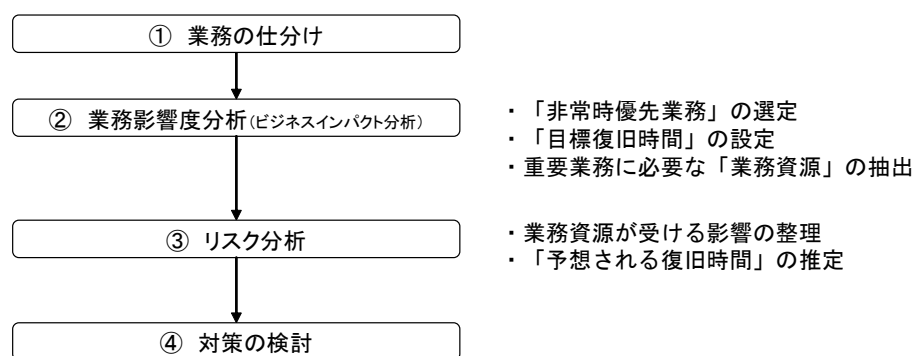 ① 業務の仕分け
② 業務影響度分析(ビジネスインパクト分析)
・「非常時優先業務」の選定
・「目標復旧時間」の設定
・重要業務に必要な「業務資源」の抽出
③ リスク分析
・業務資源が受ける影響の整理
・「予想される復旧時間」の推定
④ 対策の検討